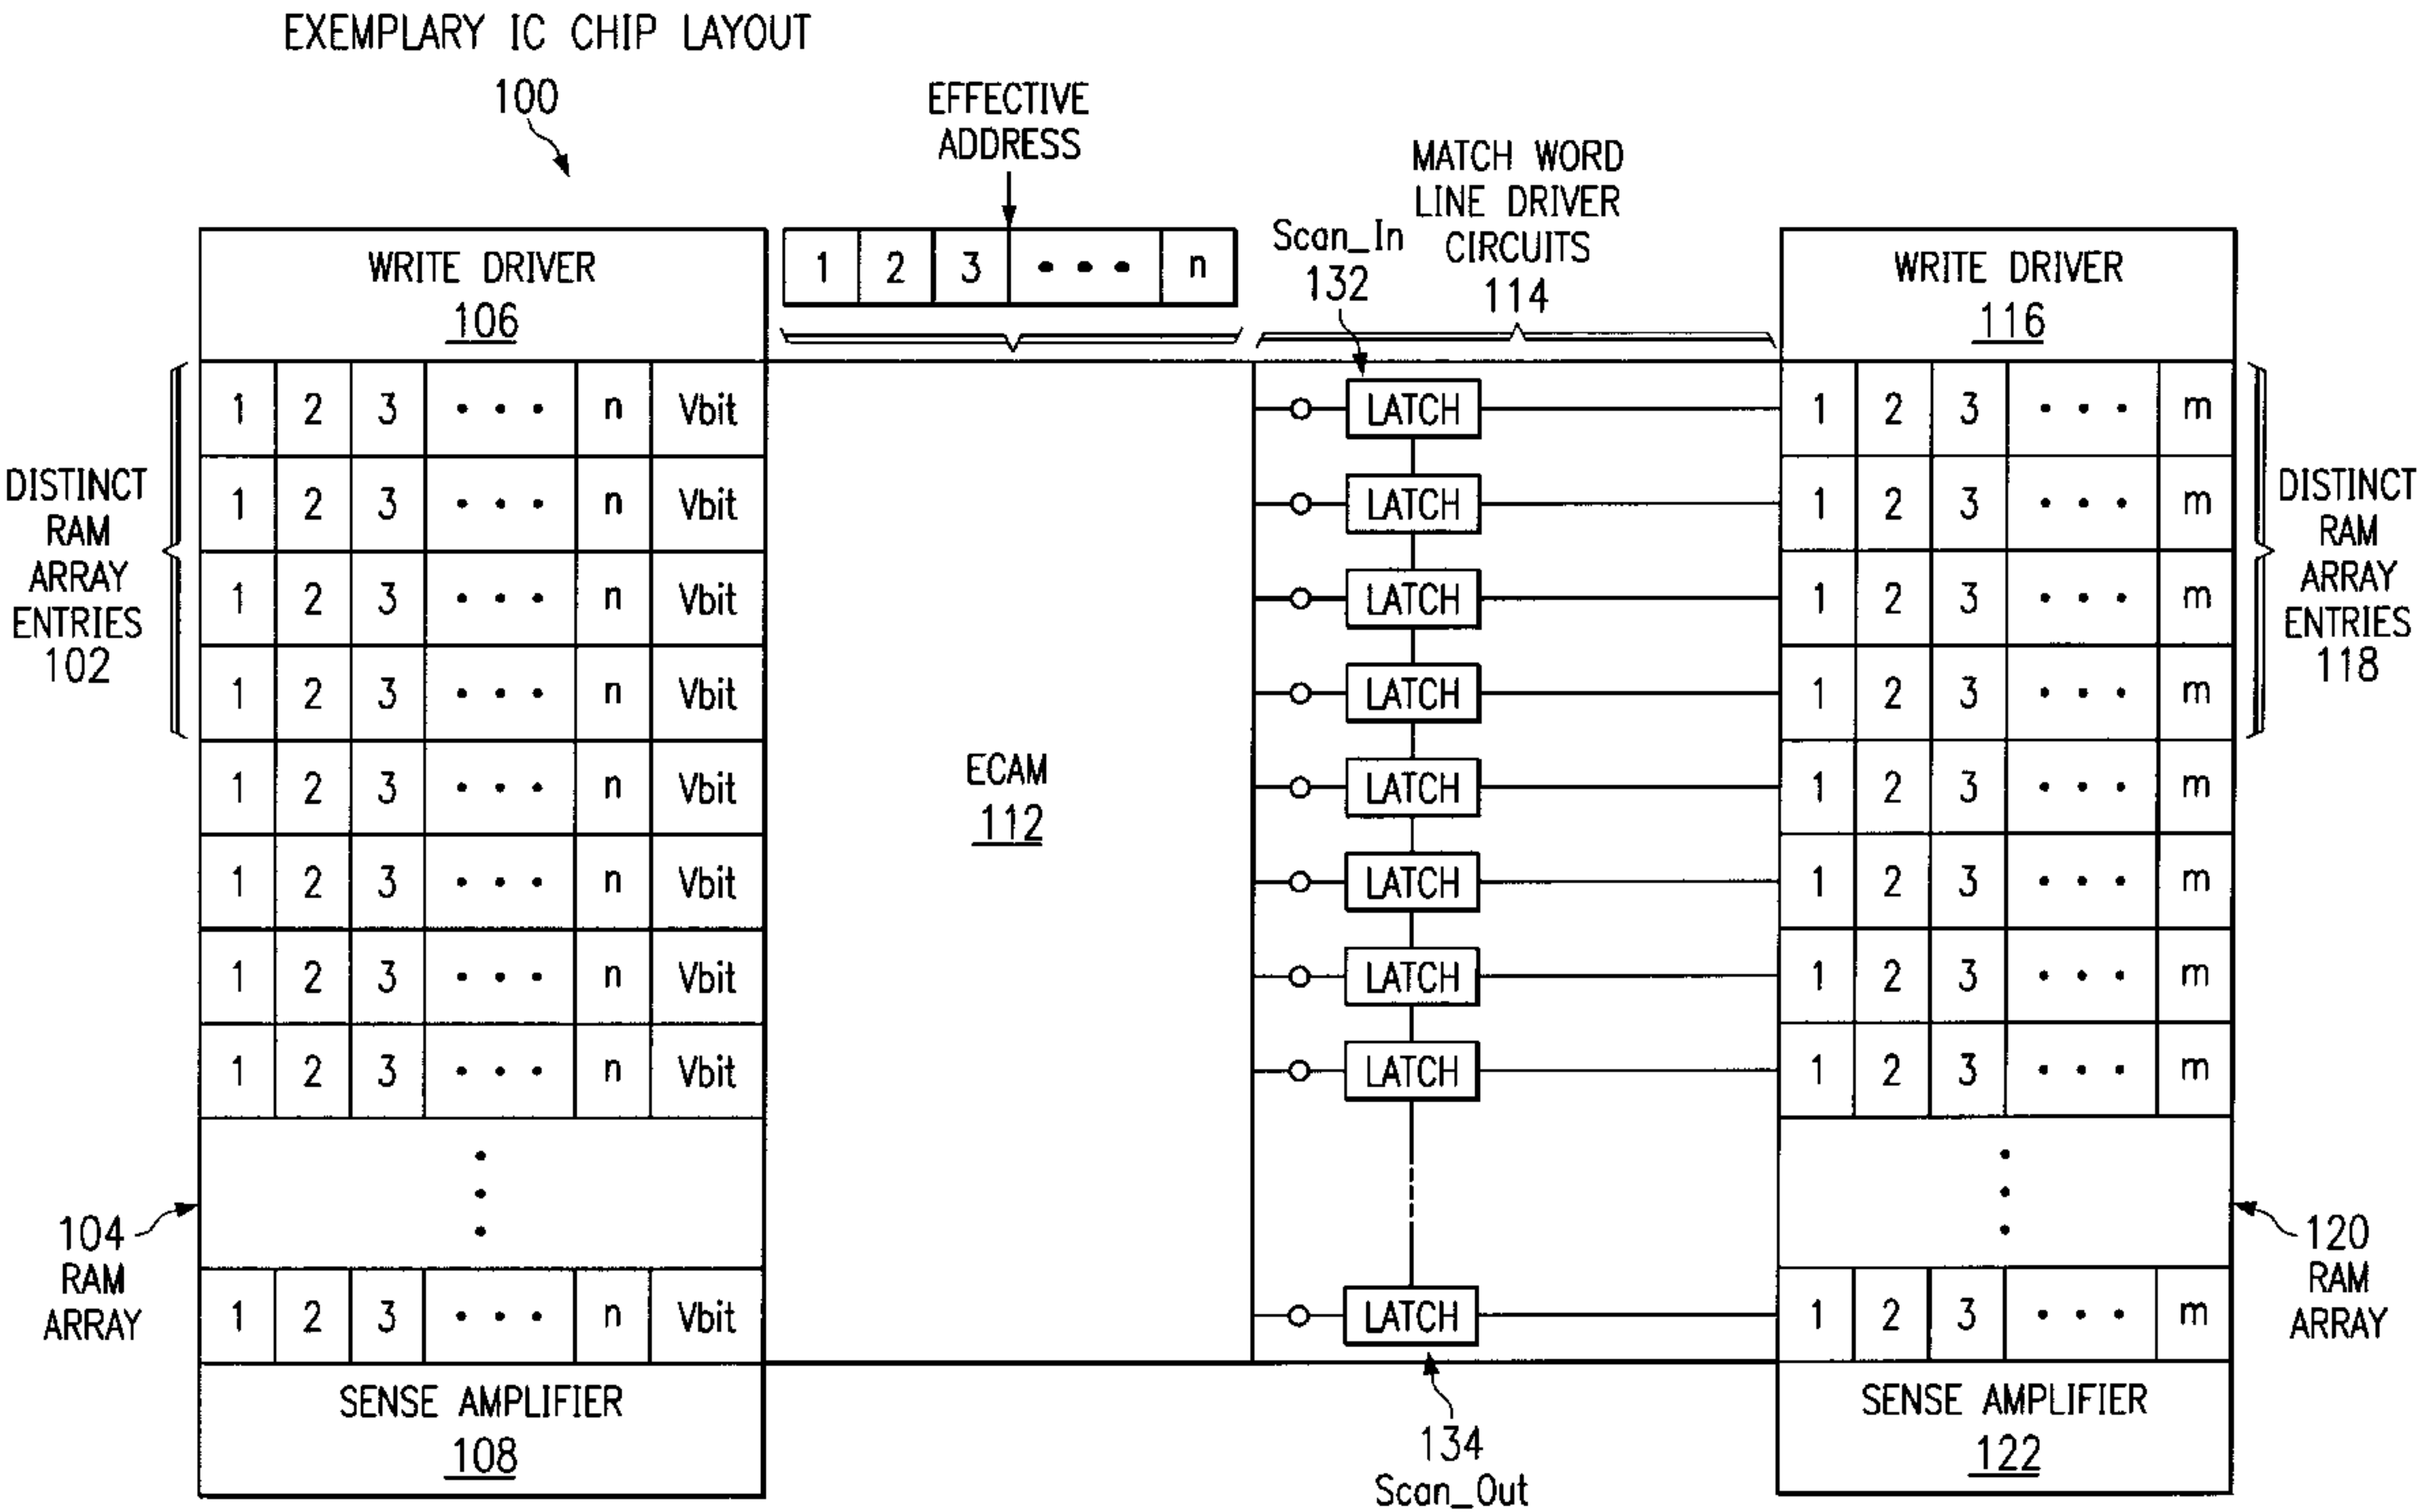 EXEMPLARY IC CHIP LAYOUT
100
EFFECTIVE
ADDRESS
MATCH WORD
LINE DRIVER
CIRCUITS
114
Scan_In
132
WRITE DRIVER
106
1 2 3 • • • n
WRITE DRIVER
116
DISTINCT
RAM
ARRAY
ENTRIES
102
1 2 3 • • • n Vbit
1 2 3 • • • n Vbit
1 2 3 • • • n Vbit
1 2 3 • • • n Vbit
1 2 3 • • • n Vbit
1 2 3 • • • n Vbit
1 2 3 • • • n Vbit
1 2 3 • • • n Vbit
•
•
•
1 2 3 • • • n Vbit
104
RAM
ARRAY
SENSE AMPLIFIER
108
ECAM
112
LATCH
LATCH
LATCH
LATCH
LATCH
LATCH
LATCH
LATCH
LATCH
134
Scan_Out
1 2 3 • • • m
1 2 3 • • • m
1 2 3 • • • m
1 2 3 • • • m
1 2 3 • • • m
1 2 3 • • • m
1 2 3 • • • m
1 2 3 • • • m
•
•
•
1 2 3 • • • m
DISTINCT
RAM
ARRAY
ENTRIES
118
120
RAM
ARRAY
SENSE AMPLIFIER
122